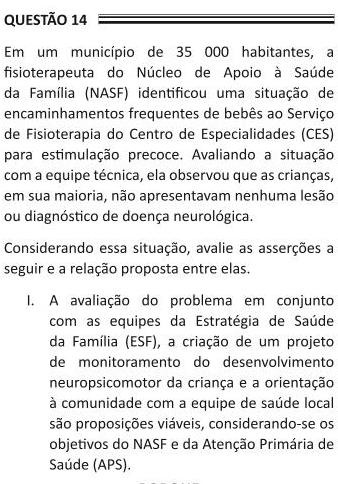 QUESTÃO 14
Em um município de 35 000 habitantes, a
fisioterapeuta do Núcleo de Apoio à Saúde
da Família (NASF) identificou uma situação de
encaminhamentos frequentes de bebês ao Serviço
de Fisioterapia do Centro de Especialidades (CES)
para estimulação precoce. Avaliando a situação
com a equipe técnica, ela observou que as crianças,
em sua maioria, não apresentavam nenhuma lesão
ou diagnóstico de doença neurológica.
Considerando essa situação, avalie as asserções a
seguir e a relação proposta entre elas.
I. A avaliação do problema em conjunto
com as equipes da Estratégia de Saúde
da Família (ESF), a criação de um projeto
de monitoramento do desenvolvimento
neuropsicomotor da criança e a orientação
à comunidade com a equipe de saúde local
são proposições viáveis, considerando-se os
objetivos do NASF e da Atenção Primária de
Saúde (APS).